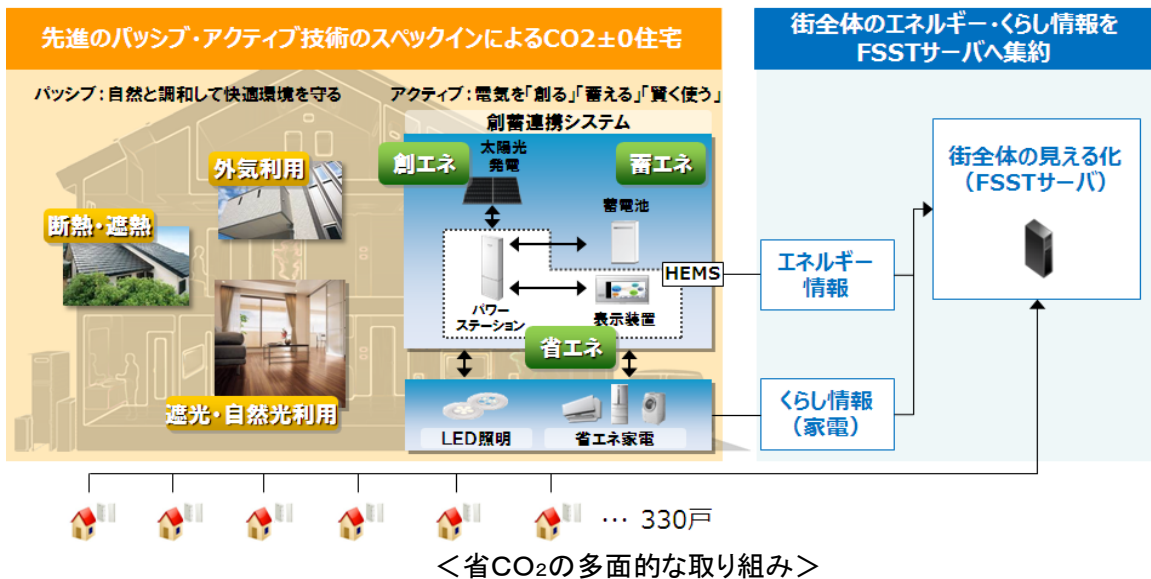 先進のパッシブ・アクティブ技術のスペックインによるCO2±0住宅
パッシブ：自然と調和して快適環境を守る
外気利用
断熱・遮熱
遮光・自然光利用
アクティブ：電気を「創る」「蓄える」「賢く使う」
創蓄連携システム
創エネ
太陽光
発電
蓄エネ
蓄電池
HEMS
パワー
ステーション
表示装置
省エネ
LED照明
省エネ家電
街全体のエネルギー・くらし情報を
FSSTサーバへ集約
街全体の見える化
（FSSTサーバ）
エネルギー
情報
くらし情報
（家電）
… 330戸
＜省CO₂の多面的な取り組み＞